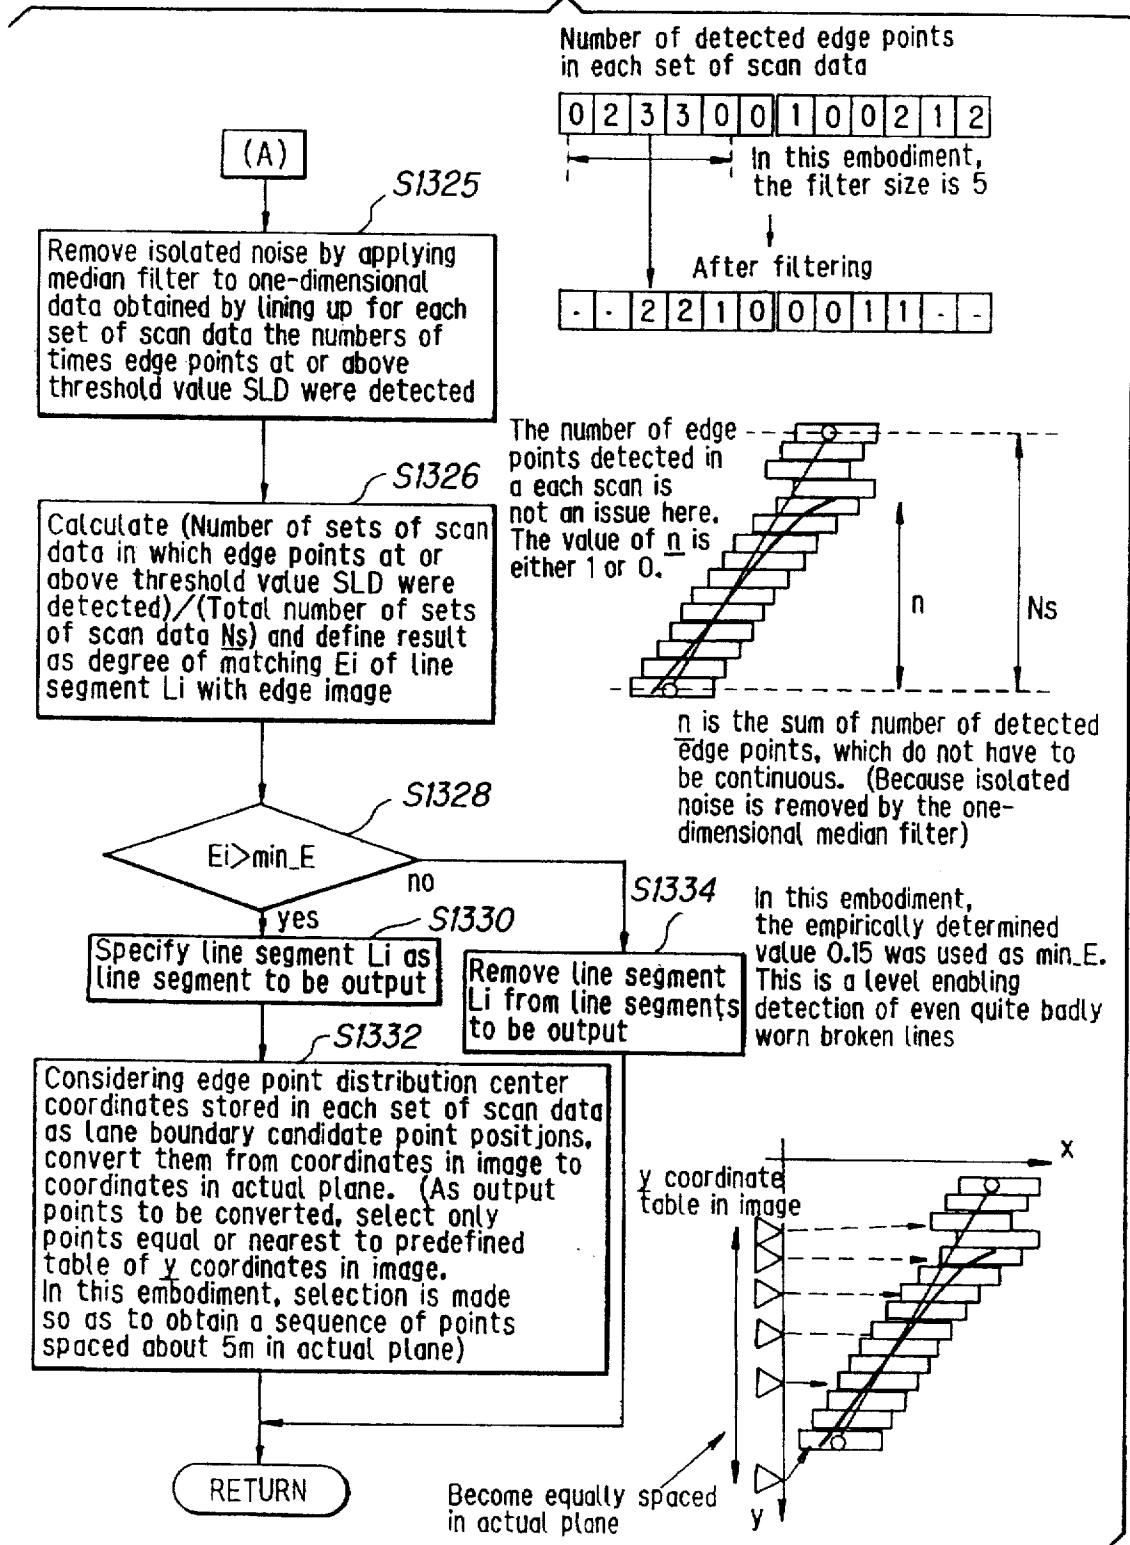 Number of detected edge points
in each set of scan data
0 2 3 3 0 0 1 0 0 2 1 2
In this embodiment,
the filter size is 5
After filtering
. . 2 2 1 0 0 0 1 1 - -
(A)
S1325
Remove isolated noise by applying
median filter to one-dimensional
data obtained by lining up for each
set of scan data the numbers of
times edge points at or above
threshold value SLD were detected
S1326
Calculate (Number of sets of scan
data in which edge points at or
above threshold value SLD were
detected)/(Total number of sets
of scan data Ns) and define result
as degree of matching Ei of line
segment Li with edge image
The number of edge
points detected in
a each scan is
not an issue here.
The value of n is
either 1 or 0.
n
Ns
n is the sum of number of detected
edge points, which do not have to
be continuous. (Because isolated
noise is removed by the one-
dimensional median filter)
S1328
Ei>min_E
no
yes
S1330
Specify line segment Li as
line segment to be output
S1334
Remove line segment
Li from line segments
to be output
In this embodiment,
the empirically determined
value 0.15 was used as min_E.
This is a level enabling
detection of even quite badly
worn broken lines
S1332
Considering edge point distribution center
coordinates stored in each set of scan data
as lane boundary candidate point positions,
convert them from coordinates in image to
coordinates in actual plane. (As output
points to be converted, select only
points equal or nearest to predefined
table of y coordinates in image.
In this embodiment, selection is made
so as to obtain a sequence of points
spaced about 5m in actual plane)
RETURN
x
y coordinate
table in image
Become equally spaced
in actual plane
y